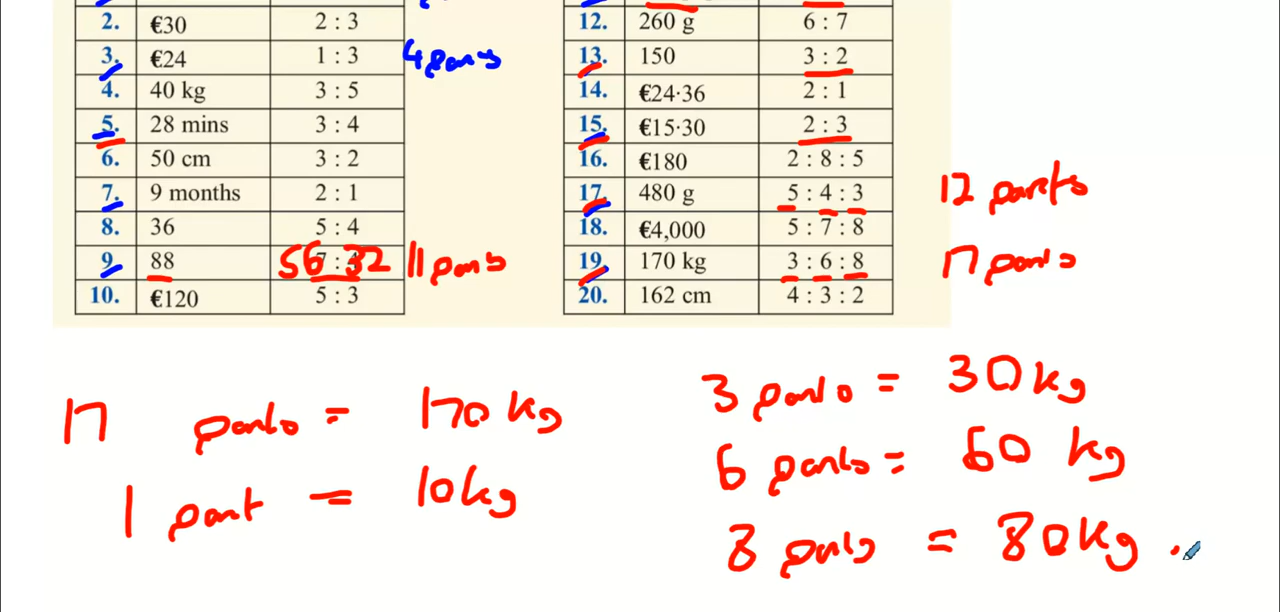 2. €30 2 : 3
3. €24 1 : 3 4 parts
4. 40 kg 3 : 5
5. 28 mins 3 : 4
6. 50 cm 3 : 2
7. 9 months 2 : 1
8. 36 5 : 4
9. 88 56 32 11 parts
10. €120 5 : 3
12. 260 g 6 : 7
13. 150 3 : 2
14. €24·36 2 : 1
15. €15·30 2 : 3
16. €180 2 : 8 : 5
17. 480 g 5 : 4 : 3 12 parts
18. €4,000 5 : 7 : 8
19. 170 kg 3 : 6 : 8 17 parts
20. 162 cm 4 : 3 : 2
17 parts = 170 kg
1 part = 10 kg
3 parts = 30 kg
6 parts = 60 kg
8 parts = 80 kg .